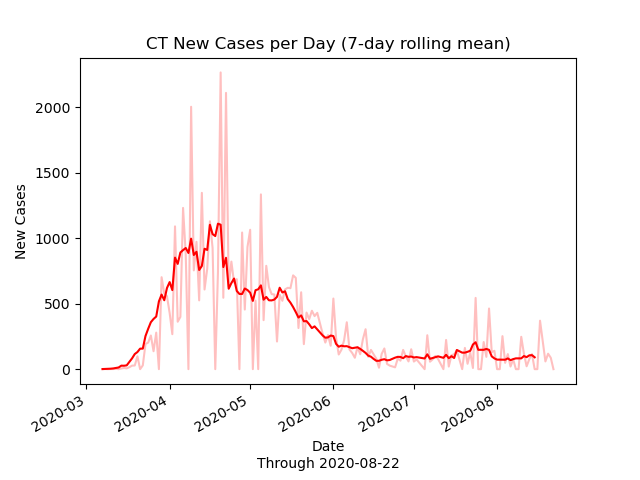 CT New Cases per Day (7-day rolling mean)
2000
1500
1000
500
0
New Cases
2020-03
2020-04
2020-05
2020-06
2020-07
2020-08
Date
Through 2020-08-22